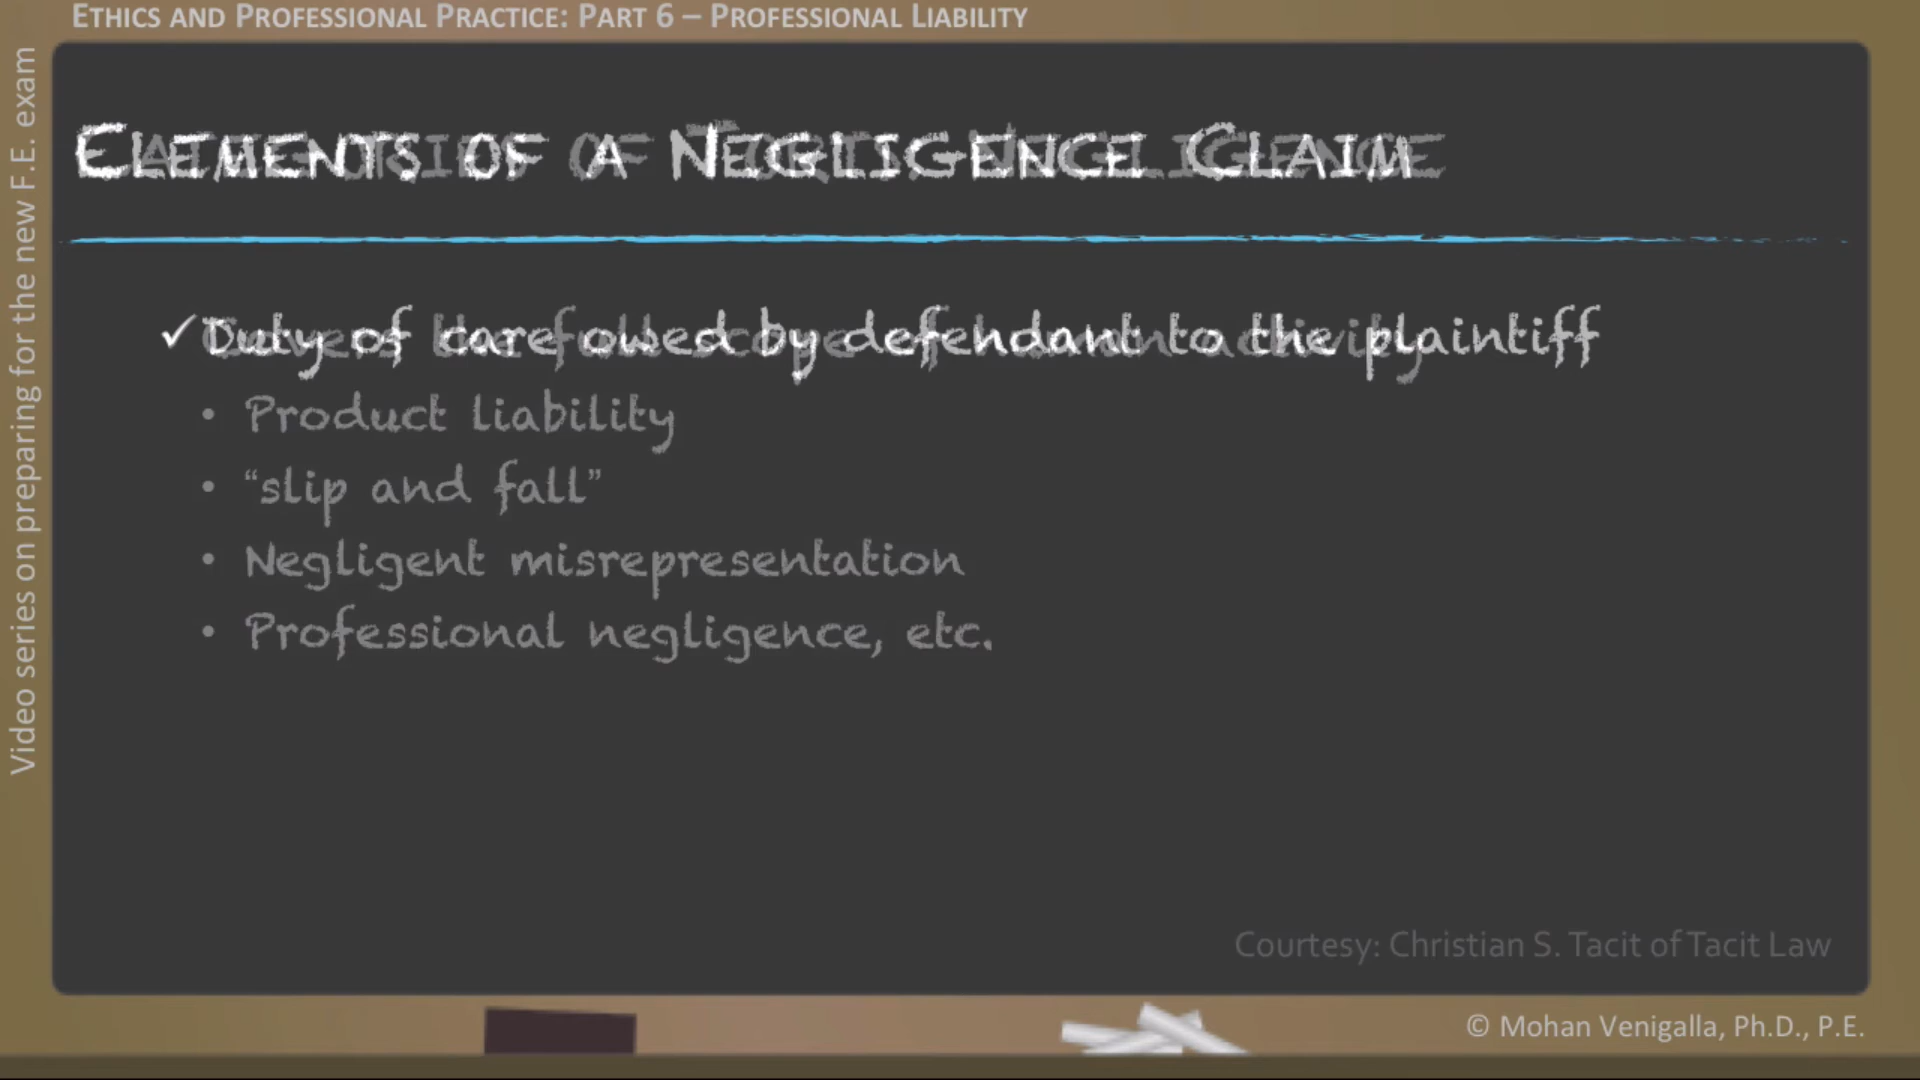 ETHICS AND PROFESSIONAL PRACTICE: PART 6 – PROFESSIONAL LIABILITY
Video series on preparing for the new F.E. exam
ELEMENTS OF A NEGLIGENCE CLAIM
✓Duty of care owed by defendant to the plaintiff
• Product liability
• “slip and fall”
• Negligent misrepresentation
• Professional negligence, etc.
Courtesy: Christian S. Tacit of Tacit Law
© Mohan Venigalla, Ph.D., P.E.